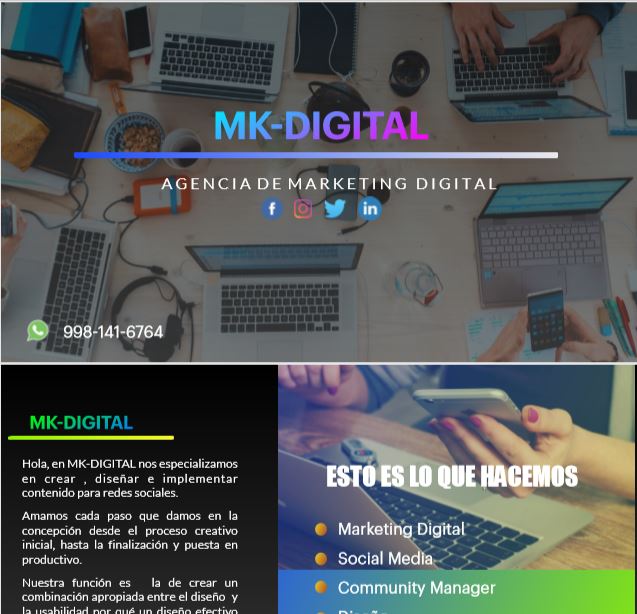 MK-DIGITAL
AGENCIA DE MARKETING DIGITAL
998-141-6764
MK-DIGITAL
Hola, en MK-DIGITAL nos especializamos
en crear , diseñar e implementar
contenido para redes sociales.
Amamos cada paso que damos en la
concepción desde el proceso creativo
inicial, hasta la finalización y puesta en
productivo.
Nuestra función es la de crear un
combinación apropiada entre el diseño y
la usabilidad por qué un diseño efectivo
ESTO ES LO QUE HACEMOS
Marketing Digital
Social Media
Community Manager
Diseño